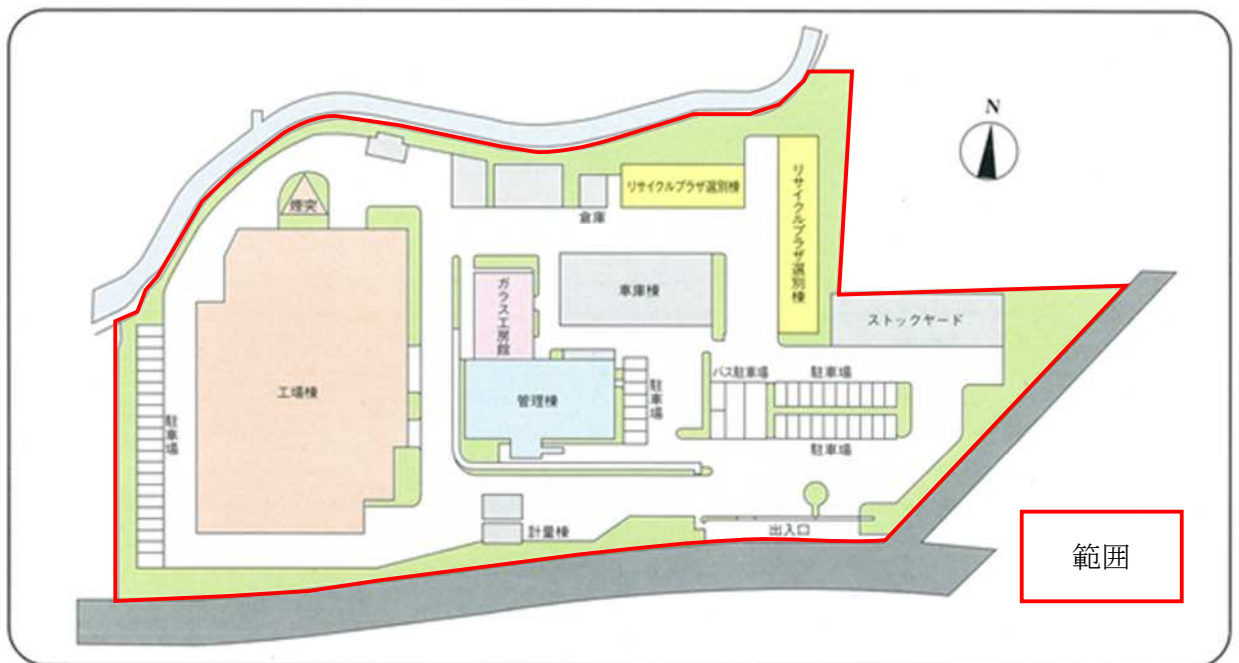 N
煙突
リサイクルプラザ選別棟
倉庫
リサイクルプラザ選別棟
ガラス工房館
車庫棟
ストックヤード
工場棟
駐車場
管理棟
駐車場
バス駐車場
駐車場
駐車場
計量棟
出入口
範囲